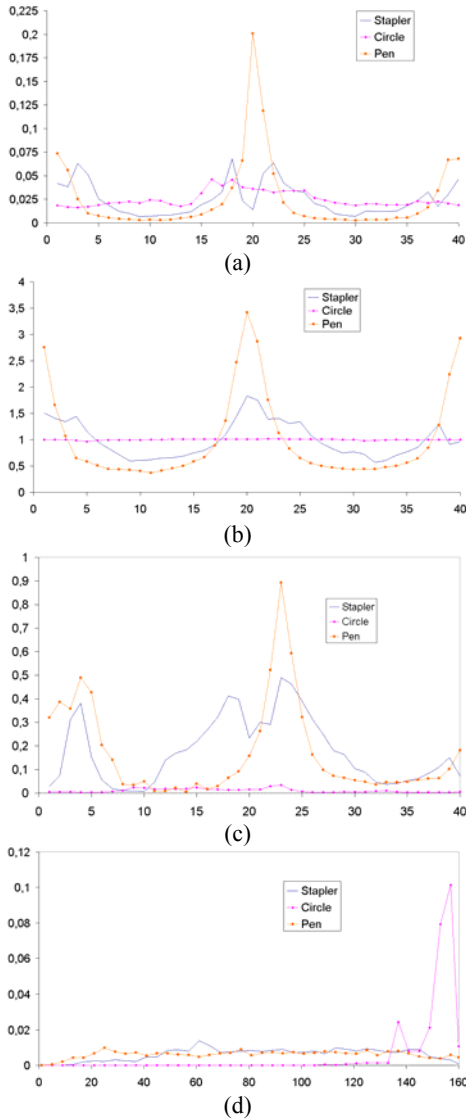 0,225
0,2
0,175
0,15
0,125
0,1
0,075
0,05
0,025
0
0 5 10 15 20 25 30 35 40
Stapler
Circle
Pen
(a)
4
3,5
3
2,5
2
1,5
1
0,5
0
0 5 10 15 20 25 30 35 40
Stapler
Circle
Pen
(b)
1
0,9
0,8
0,7
0,6
0,5
0,4
0,3
0,2
0,1
0
0 5 10 15 20 25 30 35 40
Stapler
Circle
Pen
(c)
0,12
0,1
0,08
0,06
0,04
0,02
0
0 20 40 60 80 100 120 140 160
Stapler
Circle
Pen
(d)